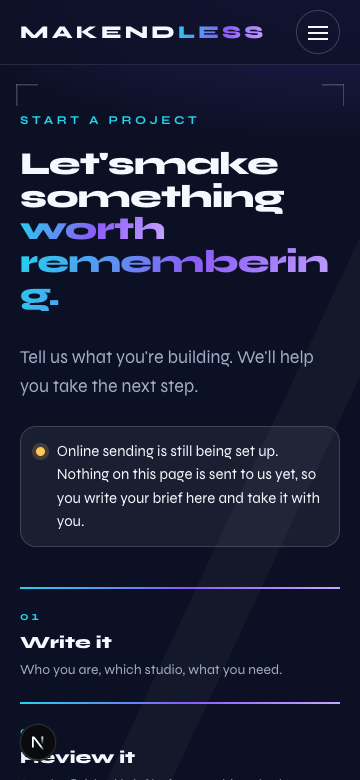 MAKENDLESS
START A PROJECT
Let'smake
something
worth
rememberin
g.
Tell us what you're building. We'll help
you take the next step.
Online sending is still being set up.
Nothing on this page is sent to us yet, so
you write your brief here and take it with
you.
01
Write it
Who you are, which studio, what you need.
N
Review it